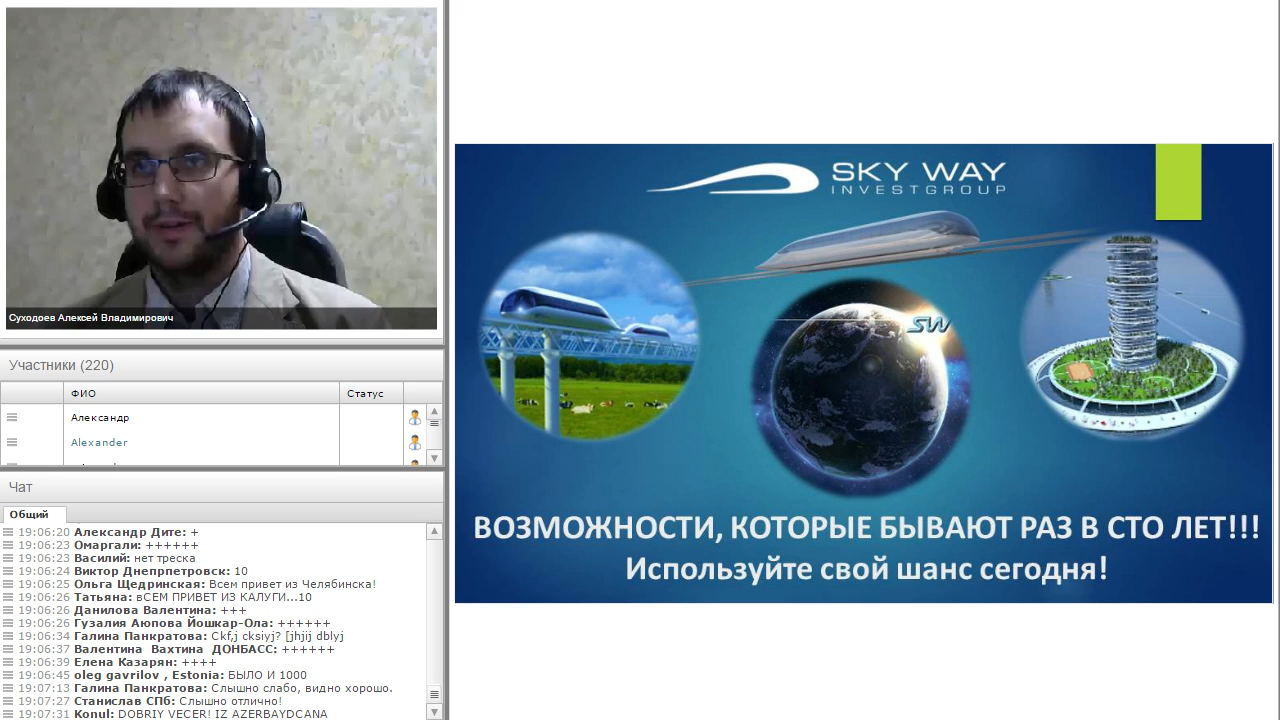 Суходоев Алексей Владимирович
Участники (220)
ФИО Статус
Александр
Alexander
Чат
Общий
19:06:20 Александр Дите: +
19:06:23 Омаргали: ++++++
19:06:23 Василий: нет треска
19:06:24 Виктор Днепрпетровск: 10
19:06:25 Ольга Щедринская: Всем привет из Челябинска!
19:06:26 Татьяна: вСЕМ ПРИВЕТ ИЗ КАЛУГИ...10
19:06:26 Данилова Валентина: +++
19:06:26 Гузалия Аюпова Йошкар-Ола: ++++++
19:06:34 Галина Панкратова: Ckf,j cksiyj? [jhjij dblyj
19:06:37 Валентина Вахтина ДОНБАСС: ++++++
19:06:39 Елена Казарян: ++++
19:06:45 oleg gavrilov , Estonia: БЫЛО И 1000
19:07:13 Галина Панкратова: Слышно слабо, видно хорошо.
19:07:27 Станислав СПб: Слышно отлично!
19:07:31 Konul: DOBRIY VECER! IZ AZERBAYDCANA
SKY WAY
INVESTGROUP
SW
ВОЗМОЖНОСТИ, КОТОРЫЕ БЫВАЮТ РАЗ В СТО ЛЕТ!!!
Используйте свой шанс сегодня!